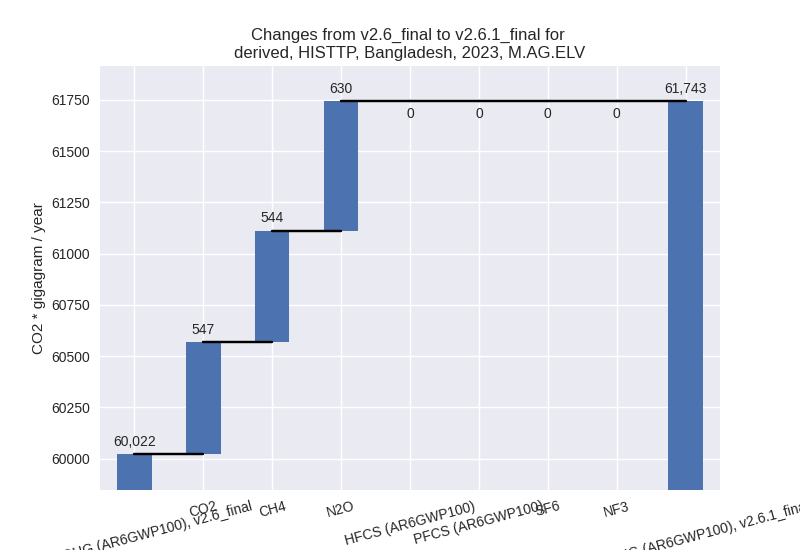 Changes from v2.6_final to v2.6.1_final for
derived, HISTTP, Bangladesh, 2023, M.AG.ELV
CO2 * gigagram / year
61750
61500
61250
61000
60750
60500
60250
60000
60,022
547
544
630
0
0
0
0
61,743
(AR6GWP100), v2.6_final
CO2
CH4
N2O
HFCS (AR6GWP100)
PFCS (AR6GWP100)
SF6
NF3
(AR6GWP100), v2.6.1_fina